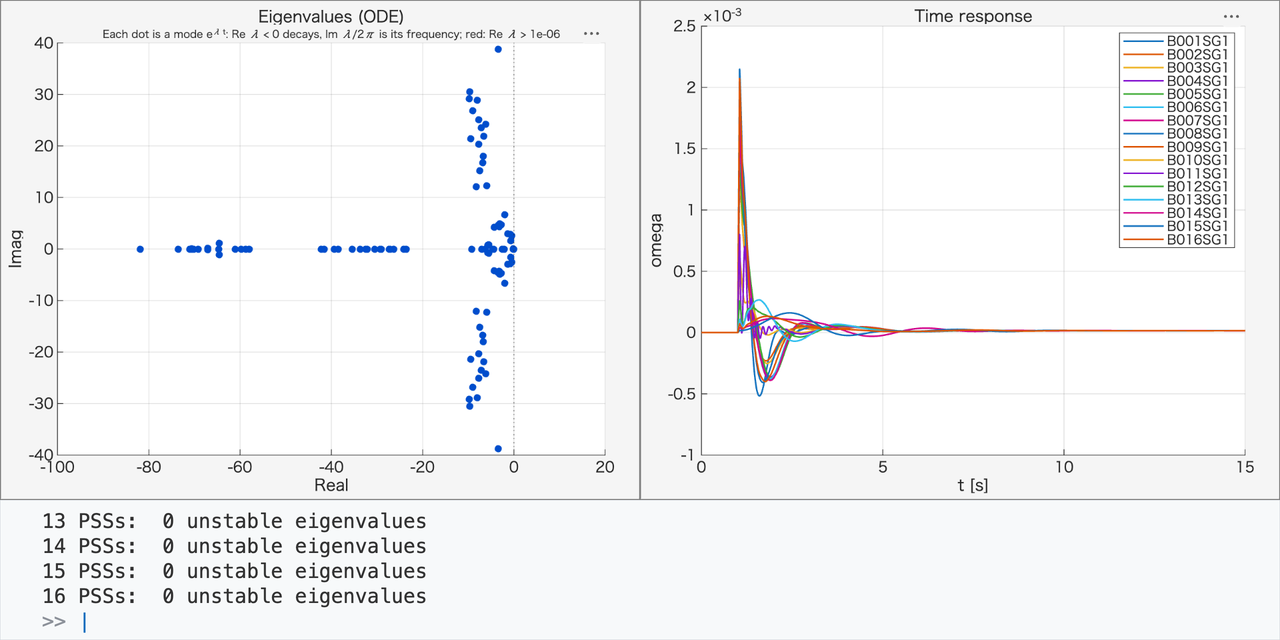 Eigenvalues (ODE)
Each dot is a mode e^λt: Re λ < 0 decays, Im λ/2π is its frequency; red: Re λ > 1e-06
40
30
20
10
0
-10
-20
-30
-40
Imag
-100
-80
-60
-40
-20
0
20
Real
Time response
×10^-3
2.5
2
1.5
1
0.5
0
-0.5
-1
omega
0
5
10
15
t [s]
B001SG1
B002SG1
B003SG1
B004SG1
B005SG1
B006SG1
B007SG1
B008SG1
B009SG1
B010SG1
B011SG1
B012SG1
B013SG1
B014SG1
B015SG1
B016SG1
13 PSSs:  0 unstable eigenvalues
14 PSSs:  0 unstable eigenvalues
15 PSSs:  0 unstable eigenvalues
16 PSSs:  0 unstable eigenvalues
>>